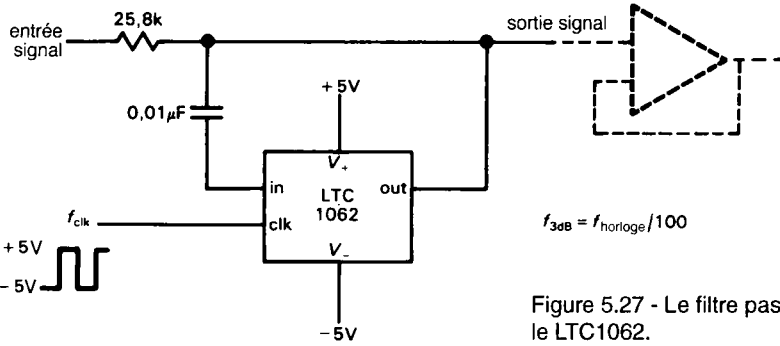 25,8k
entrée
signal
sortie signal
0,01μF
+5V
V+
in
LTC
1062
out
fclk
clk
V−
+5V
−5V
−5V
f3dB = fhorloge/100
Figure 5.27 - Le filtre pas
le LTC1062.